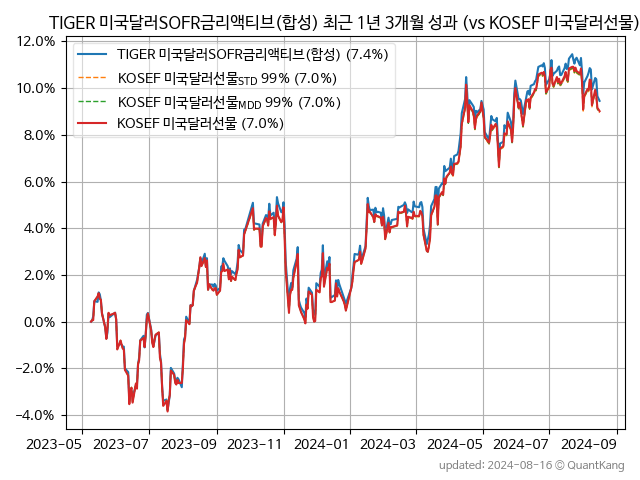 TIGER 미국달러SOFR금리액티브(합성) 최근 1년 3개월 성과 (vs KOSEF 미국달러선물)
12.0%
10.0%
8.0%
6.0%
4.0%
2.0%
0.0%
−2.0%
−4.0%
TIGER 미국달러SOFR금리액티브(합성) (7.4%)
KOSEF 미국달러선물STD 99% (7.0%)
KOSEF 미국달러선물MDD 99% (7.0%)
KOSEF 미국달러선물 (7.0%)
2023-05 2023-07 2023-09 2023-11 2024-01 2024-03 2024-05 2024-07 2024-09
updated: 2024-08-16 © QuantKang